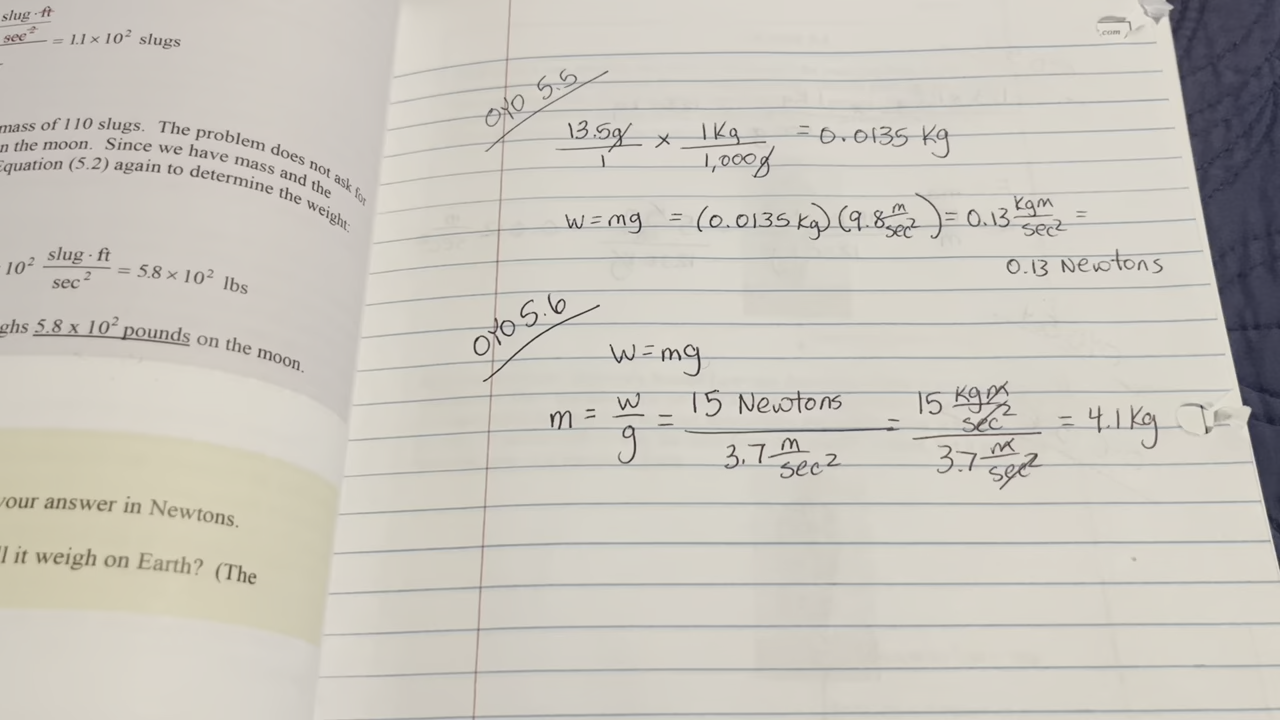 slug · ft
sec² = 1.1 × 10² slugs
mass of 110 slugs. The problem does not ask for
n the moon. Since we have mass and the
Equation (5.2) again to determine the weight:
10² slug · ft / sec² = 5.8 × 10² lbs
ghs 5.8 x 10² pounds on the moon.
your answer in Newtons.
l it weigh on Earth? (The
.com
OYO 5.5
13.5g / 1 × 1Kg / 1,000g = 0.0135 Kg
W = mg = (0.0135 Kg) (9.8 m/sec²) = 0.13 Kgm/sec² =
0.13 Newtons
OYO 5.6
W = mg
m = W/g = 15 Newtons / 3.7 m/sec² = 15 Kgm/sec² / 3.7 m/sec² = 4.1 Kg